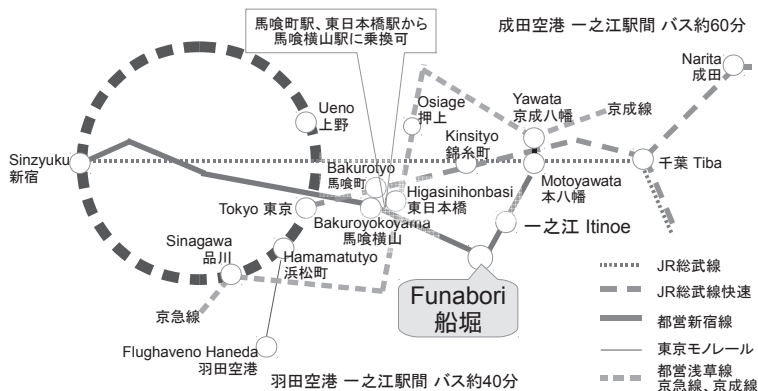 馬喰町駅、東日本橋駅から
馬喰横山駅に乗換可
成田空港 一之江駅間 バス約60分
Narita
成田
Ueno
上野
Osiage
押上
Yawata
京成八幡
京成線
Kinsityo
錦糸町
Sinzyuku
新宿
千葉 Tiba
Bakurotyo
馬喰町
Higasinihonbasi
東日本橋
Motoyawata
本八幡
Tokyo 東京
Bakuroyokoyama
馬喰横山
一之江 Itinoe
Sinagawa
品川
Hamamatutyo
浜松町
Funabori
船堀
京急線
Flughaveno Haneda
羽田空港
羽田空港 一之江駅間 バス約40分
JR総武線
JR総武線快速
都営新宿線
東京モノレール
都営浅草線
京急線、京成線